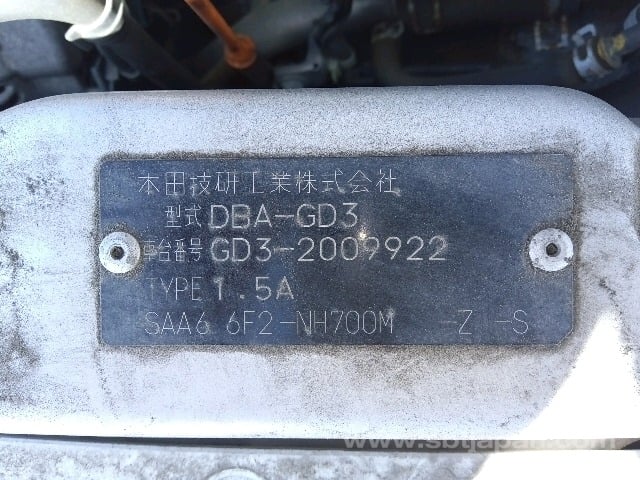 本田技研工業株式会社
型式 DBA-GD3
車台番号 GD3-2009922
TYPE 1.5A
SAA6 6F2-NH700M -Z -S
www.sbtjapan.com